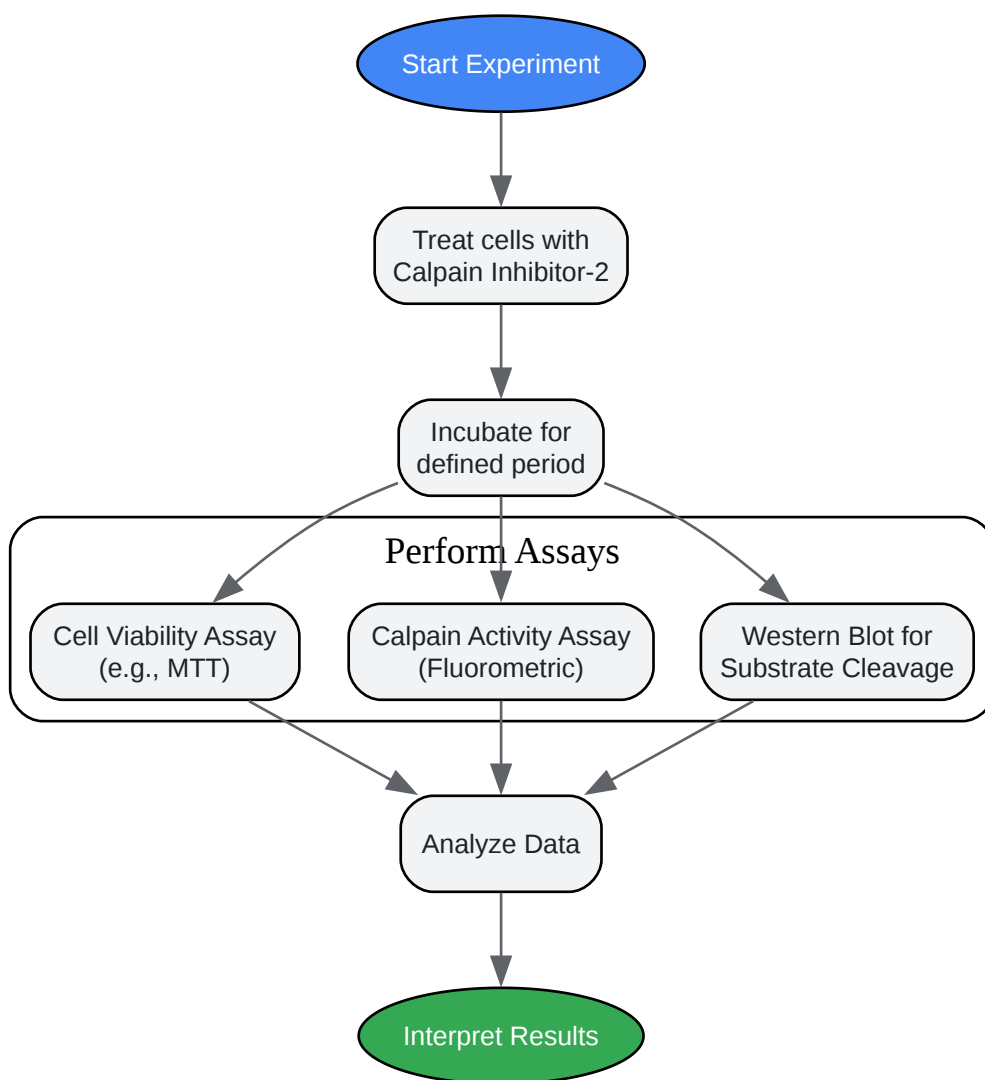 Start Experiment
Treat cells with
Calpain Inhibitor-2
Incubate for
defined period
Perform Assays
Cell Viability Assay
(e.g., MTT)
Calpain Activity Assay
(Fluorometric)
Western Blot for
Substrate Cleavage
Analyze Data
Interpret Results